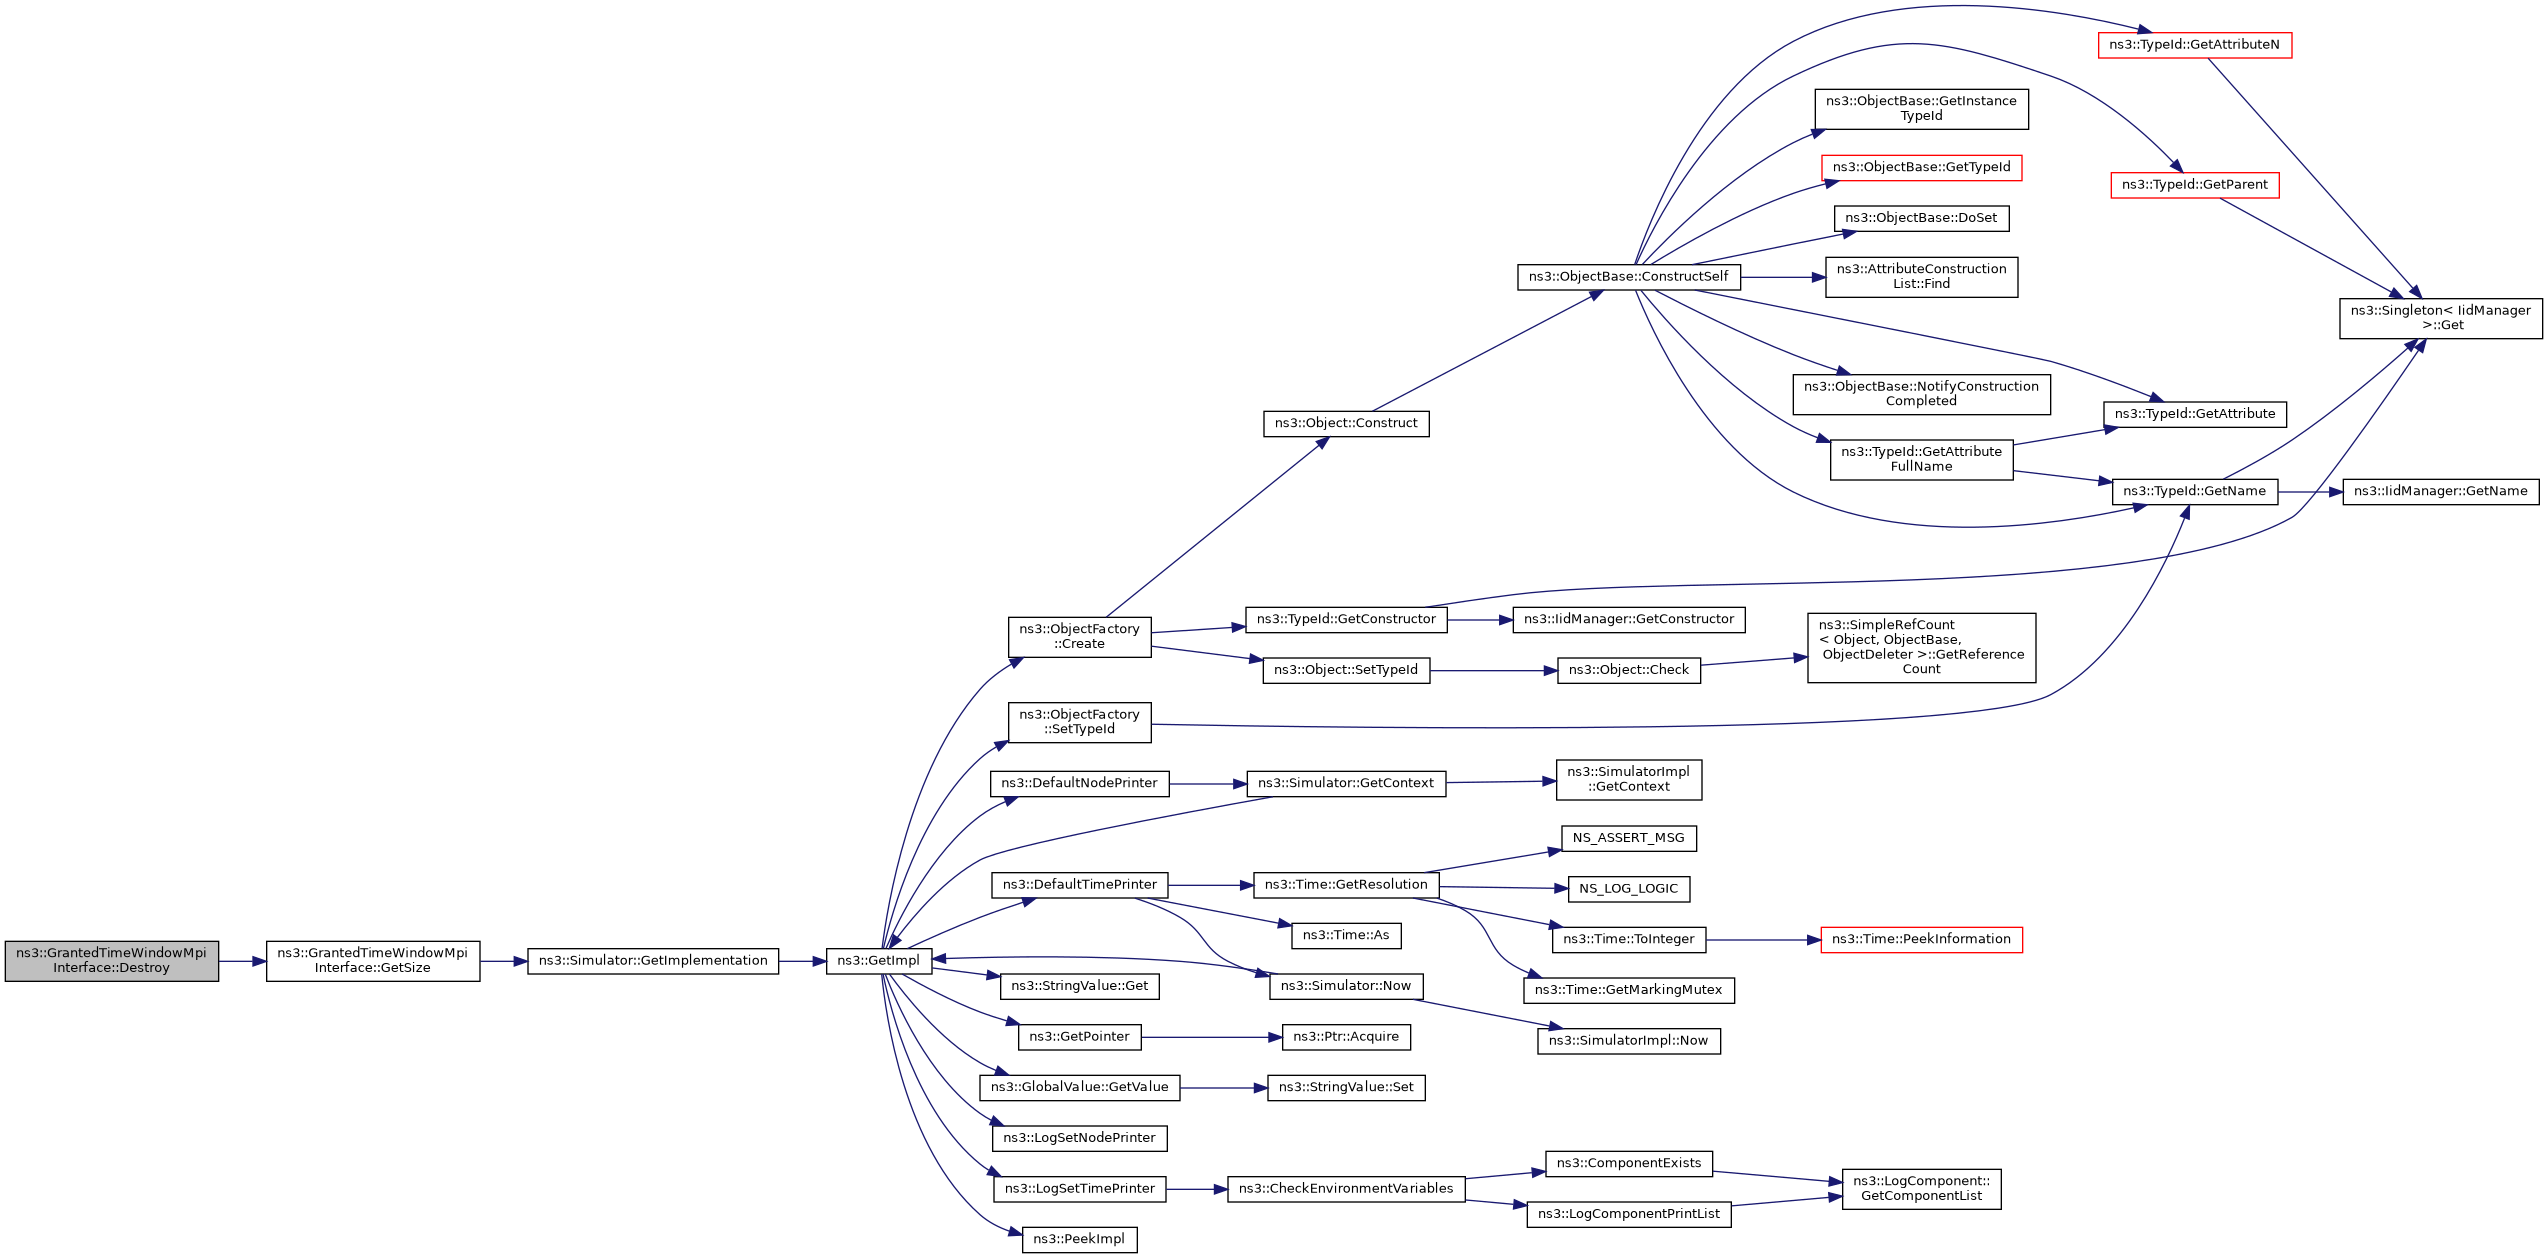 ns3::GrantedTimeWindowMpi
Interface::Destroy
ns3::GrantedTimeWindowMpi
Interface::GetSize
ns3::Simulator::GetImplementation
ns3::GetImpl
ns3::ObjectFactory
::Create
ns3::ObjectFactory
::SetTypeId
ns3::DefaultNodePrinter
ns3::DefaultTimePrinter
ns3::StringValue::Get
ns3::GetPointer
ns3::GlobalValue::GetValue
ns3::LogSetNodePrinter
ns3::LogSetTimePrinter
ns3::PeekImpl
ns3::Object::Construct
ns3::TypeId::GetConstructor
ns3::Object::SetTypeId
ns3::Simulator::GetContext
ns3::Time::GetResolution
ns3::Time::As
ns3::Simulator::Now
ns3::Ptr::Acquire
ns3::StringValue::Set
ns3::CheckEnvironmentVariables
ns3::ObjectBase::ConstructSelf
ns3::IidManager::GetConstructor
ns3::Object::Check
ns3::SimulatorImpl
::GetContext
NS_ASSERT_MSG
NS_LOG_LOGIC
ns3::Time::ToInteger
ns3::Time::GetMarkingMutex
ns3::SimulatorImpl::Now
ns3::ComponentExists
ns3::LogComponentPrintList
ns3::ObjectBase::GetInstance
TypeId
ns3::ObjectBase::GetTypeId
ns3::ObjectBase::DoSet
ns3::AttributeConstruction
List::Find
ns3::ObjectBase::NotifyConstruction
Completed
ns3::TypeId::GetAttribute
FullName
ns3::SimpleRefCount
< Object, ObjectBase,
ObjectDeleter >::GetReference
Count
ns3::Time::PeekInformation
ns3::LogComponent::
GetComponentList
ns3::TypeId::GetAttributeN
ns3::TypeId::GetParent
ns3::TypeId::GetAttribute
ns3::TypeId::GetName
ns3::Singleton< IidManager
>::Get
ns3::IidManager::GetName